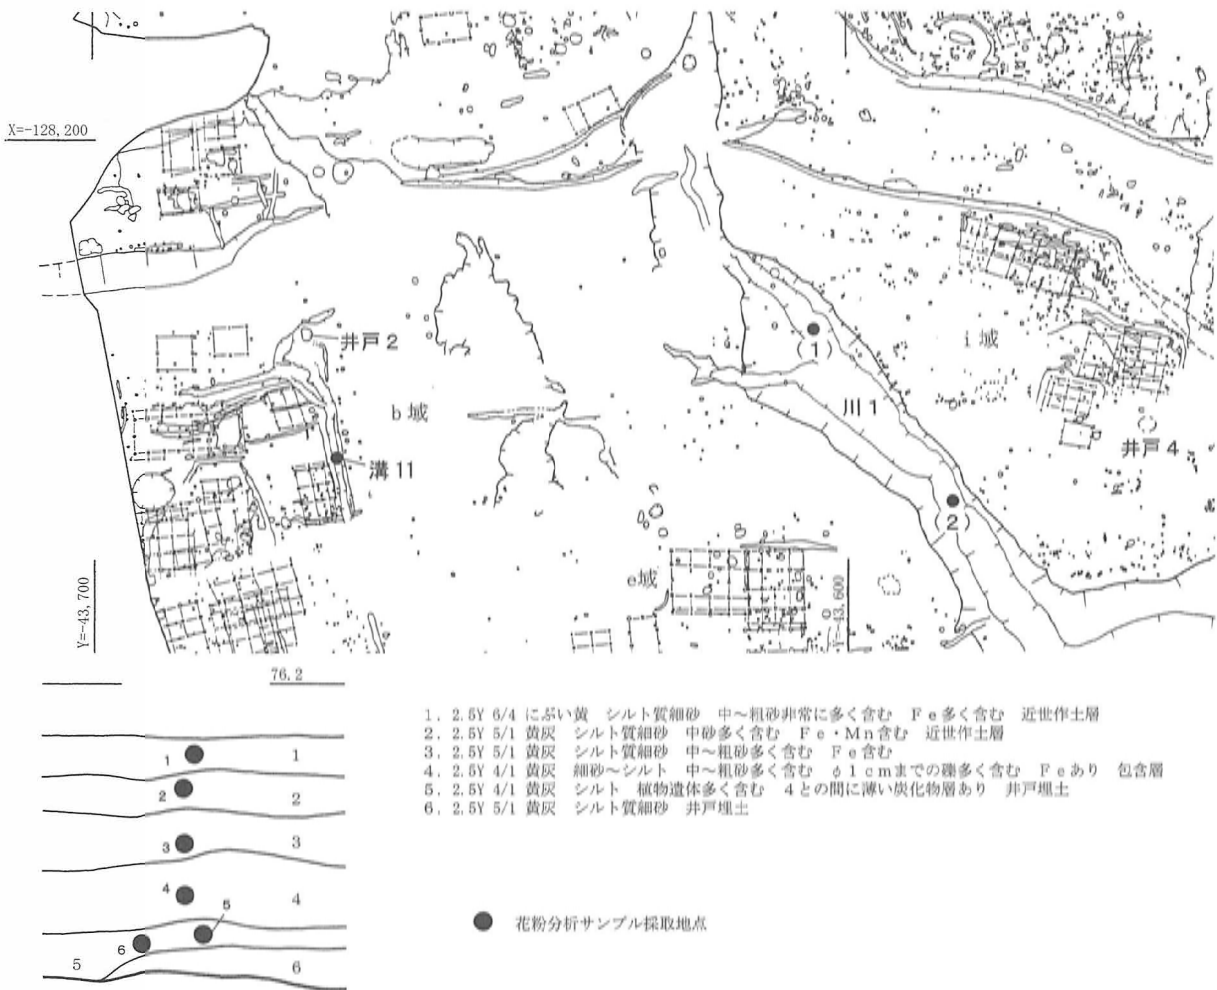 X=-128,200
井戸2
b域
溝11
(1)
i域
川1
井戸4
(2)
e域
Y=-43,700
Y=-43,600
76.2
1. 2.5Y 6/4 にぶい黄 シルト質細砂 中～粗砂非常に多く含む Fe多く含む 近世作土層
2. 2.5Y 5/1 黄灰 シルト質細砂 中砂多く含む Fe・Mn含む 近世作土層
3. 2.5Y 5/1 黄灰 シルト質細砂 中～粗砂多く含む Fe含む
4. 2.5Y 4/1 黄灰 細砂～シルト 中～粗砂多く含む φ1cmまでの礫多く含む Feあり 包含層
5. 2.5Y 4/1 黄灰 シルト 植物遺体多く含む 4との間に薄い炭化物層あり 井戸埋土
6. 2.5Y 5/1 黄灰 シルト質細砂 井戸埋土
1 1
2 2
3 3
4 4
5
6
5 6
花粉分析サンプル採取地点